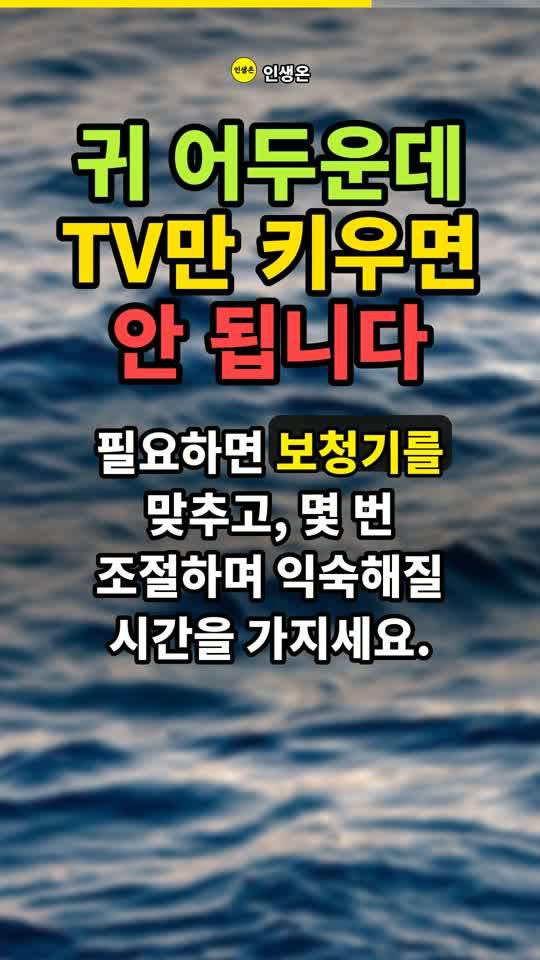 인생온 인생온
귀 어두운데
TV만 키우면
안 됩니다
필요하면 보청기를
맞추고, 몇 번
조절하며 익숙해질
시간을 가지세요.